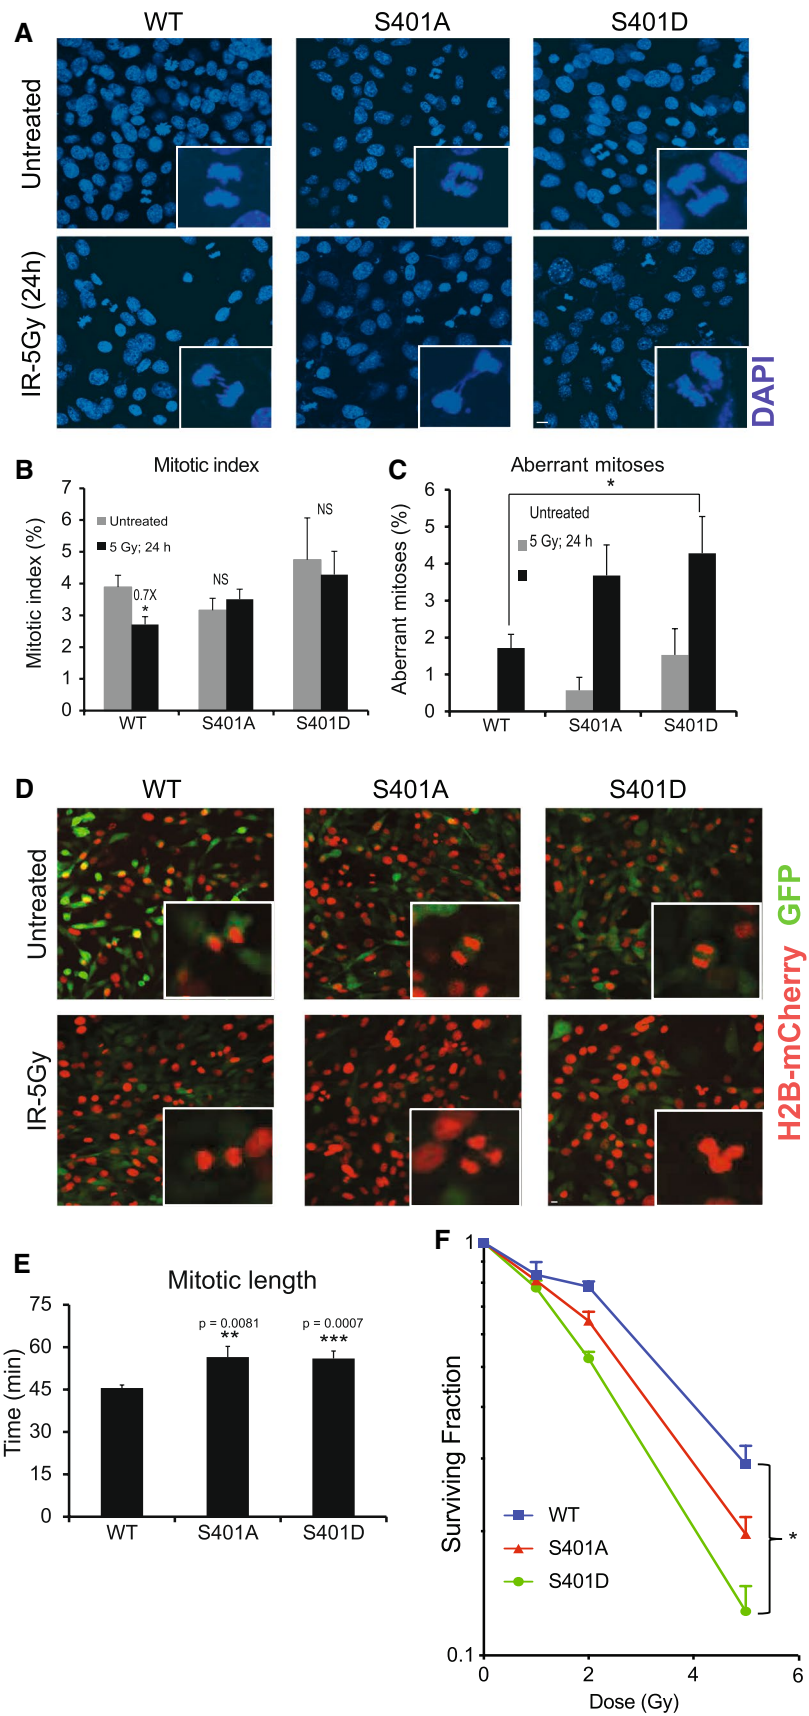 A
WT
S401A
S401D
Untreated
IR-5Gy (24h)
DAPI
B
Mitotic index
Mitotic index (%)
7
6
5
4
3
2
1
0
Untreated
5 Gy; 24 h
0.7X
*
NS
NS
WT
S401A
S401D
C
Aberrant mitoses
Aberrant mitoses (%)
6
5
4
3
2
1
0
*
Untreated
5 Gy; 24 h
WT
S401A
S401D
D
WT
S401A
S401D
Untreated
IR-5Gy
H2B-mCherry GFP
E
Mitotic length
Time (min)
75
60
45
30
15
0
p = 0.0081
**
p = 0.0007
***
WT
S401A
S401D
F
Surviving Fraction
1
0.1
WT
S401A
S401D
*
0
2
4
6
Dose (Gy)